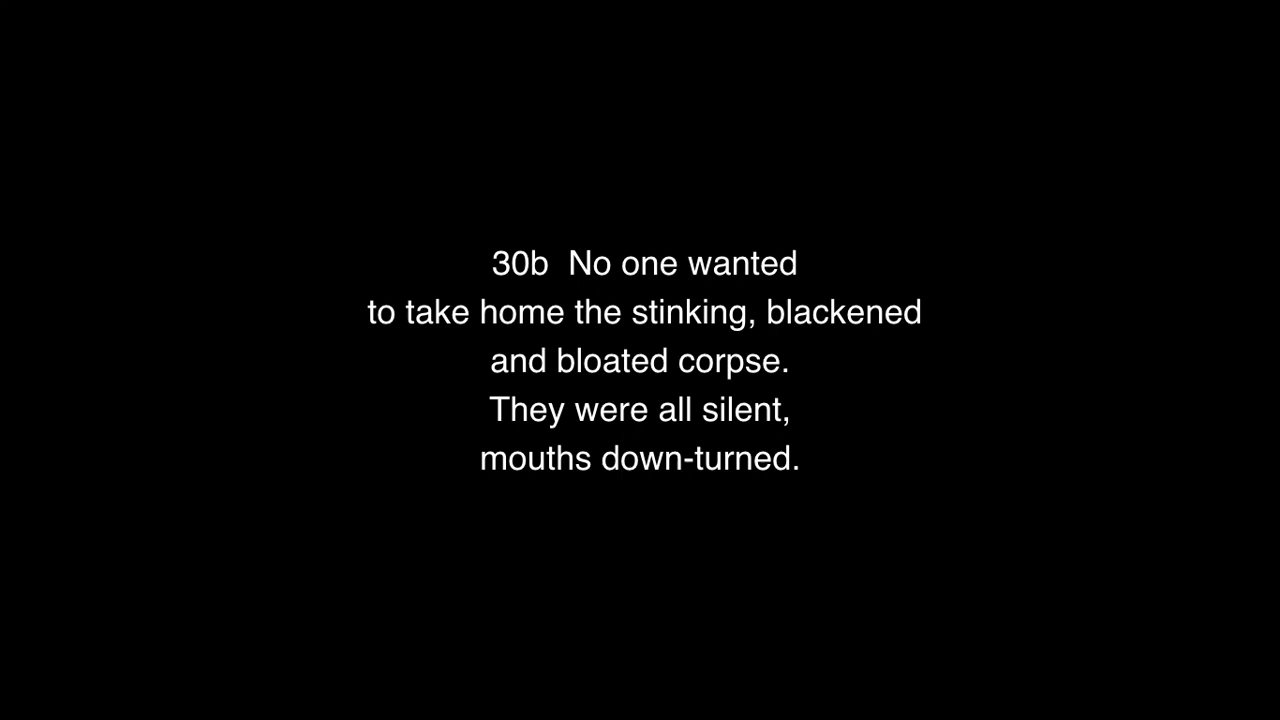 30b  No one wanted
to take home the stinking, blackened
and bloated corpse.
They were all silent,
mouths down-turned.